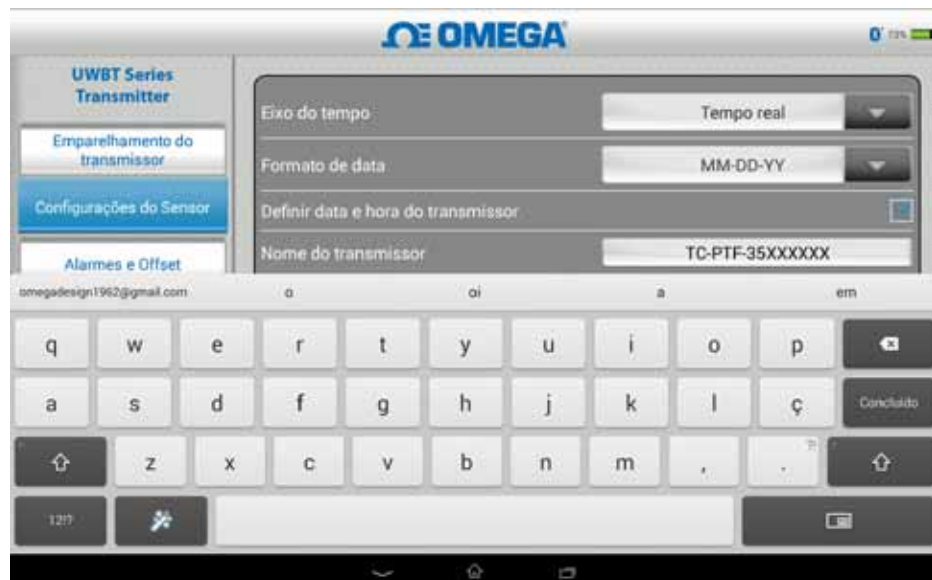 OMEGA
73%
UWBT Series
Transmitter
Emparelhamento do
transmissor
Configurações do Sensor
Alarmes e Offset
Eixo do tempo
Tempo real
Formato de data
MM-DD-YY
Definir data e hora do transmissor
Nome do transmissor
TC-PTF-35XXXXXX
omegadesign1962@gmail.com o oi a em
q w e r t y u i o p
a s d f g h j k l ç Concluído
z x c v b n m , .
12!?